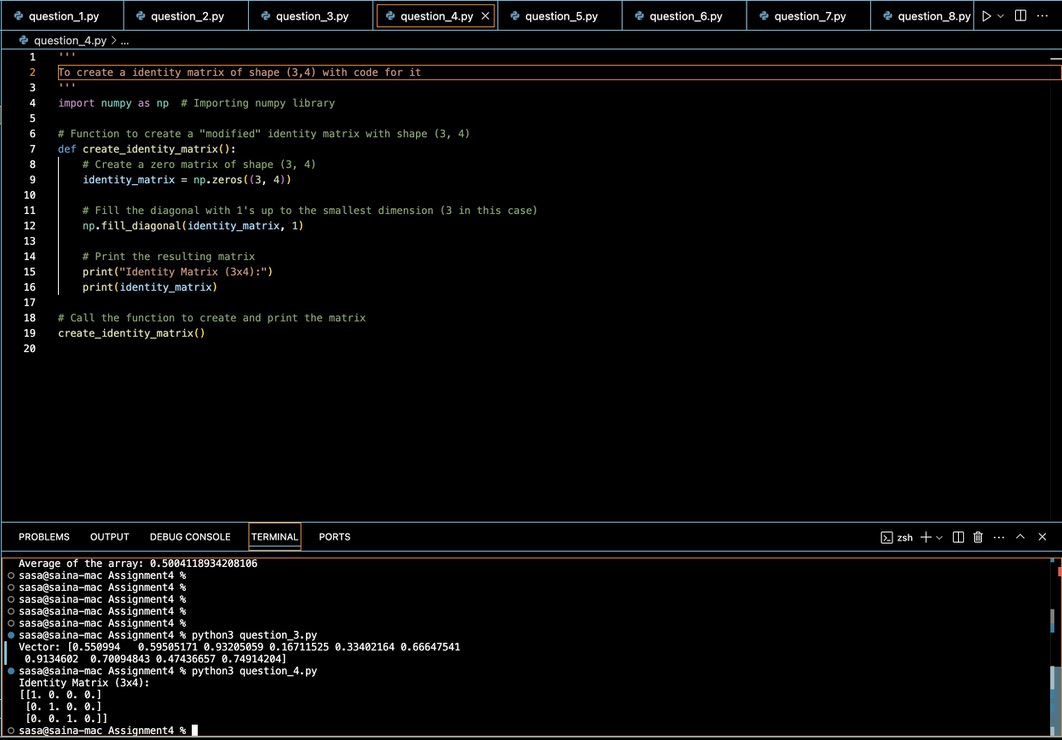 question_1.py question_2.py question_3.py question_4.py question_5.py question_6.py question_7.py question_8.py
question_4.py > ...
1 '''
2 To create a identity matrix of shape (3,4) with code for it
3 '''
4 import numpy as np  # Importing numpy library
5
6 # Function to create a "modified" identity matrix with shape (3, 4)
7 def create_identity_matrix():
8     # Create a zero matrix of shape (3, 4)
9     identity_matrix = np.zeros((3, 4))
10
11     # Fill the diagonal with 1's up to the smallest dimension (3 in this case)
12     np.fill_diagonal(identity_matrix, 1)
13
14     # Print the resulting matrix
15     print("Identity Matrix (3x4):")
16     print(identity_matrix)
17
18 # Call the function to create and print the matrix
19 create_identity_matrix()
20
PROBLEMS OUTPUT DEBUG CONSOLE TERMINAL PORTS zsh
Average of the array: 0.5004118934208106
sasa@saina-mac Assignment4 %
sasa@saina-mac Assignment4 %
sasa@saina-mac Assignment4 %
sasa@saina-mac Assignment4 %
sasa@saina-mac Assignment4 %
sasa@saina-mac Assignment4 % python3 question_3.py
Vector: [0.550994   0.59505171 0.93205059 0.16711525 0.33402164 0.66647541
 0.9134602  0.70094843 0.47436657 0.74914204]
sasa@saina-mac Assignment4 % python3 question_4.py
Identity Matrix (3x4):
[[1. 0. 0. 0.]
 [0. 1. 0. 0.]
 [0. 0. 1. 0.]]
sasa@saina-mac Assignment4 %